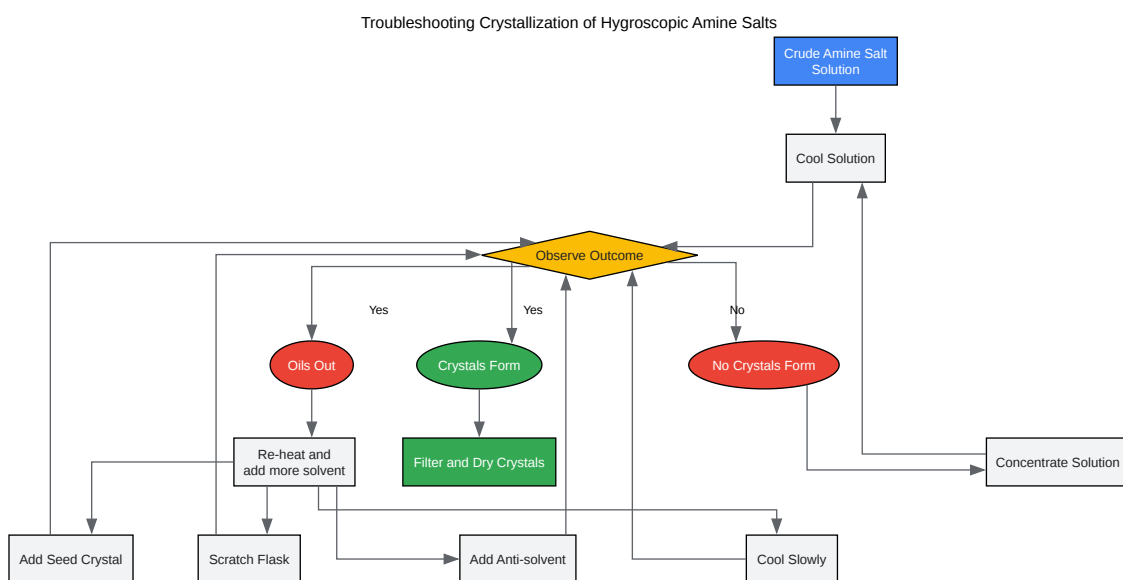 Troubleshooting Crystallization of Hygroscopic Amine Salts
Crude Amine Salt
Solution
Cool Solution
Observe Outcome
Yes
Yes
No
Oils Out
Crystals Form
No Crystals Form
Re-heat and
add more solvent
Filter and Dry Crystals
Concentrate Solution
Add Seed Crystal
Scratch Flask
Add Anti-solvent
Cool Slowly